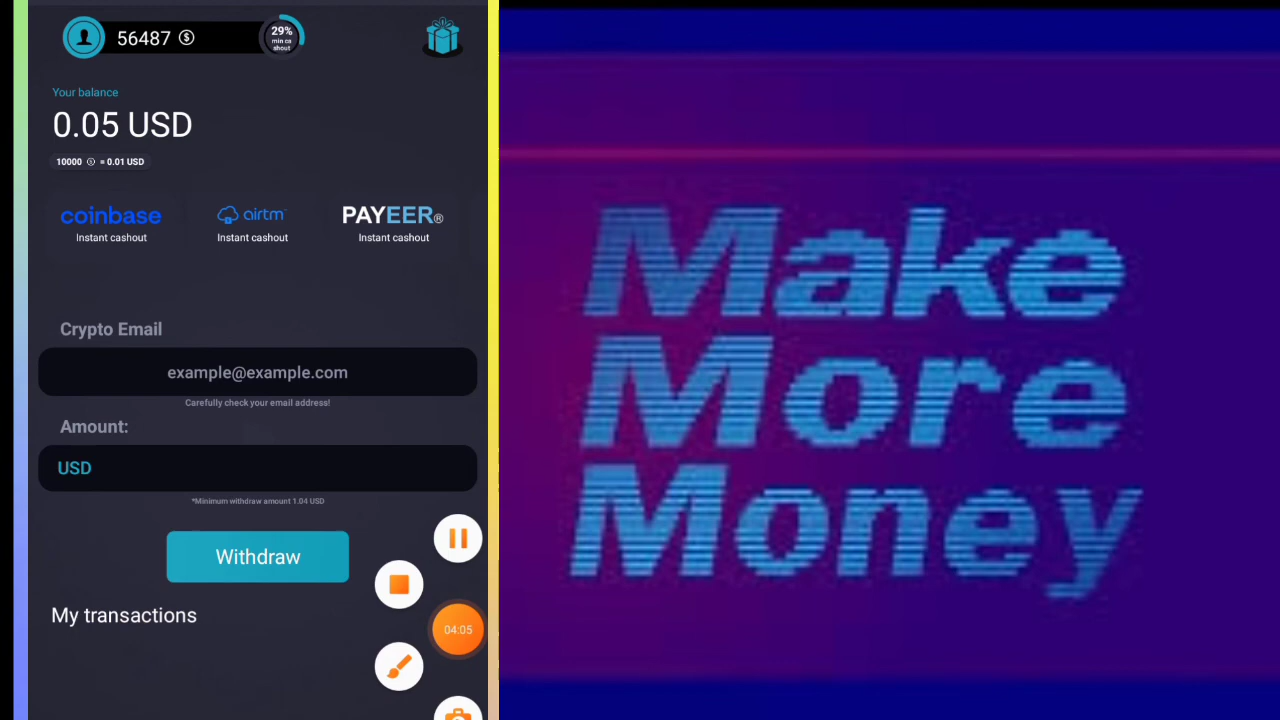 56487
29%
min ca
shout
Your balance
0.05 USD
10000 = 0.01 USD
coinbase
Instant cashout
airtm
Instant cashout
PAYEER®
Instant cashout
Crypto Email
example@example.com
Carefully check your email address!
Amount:
USD
*Minimum withdraw amount 1.04 USD
Withdraw
My transactions
04:05
Make
More
Money